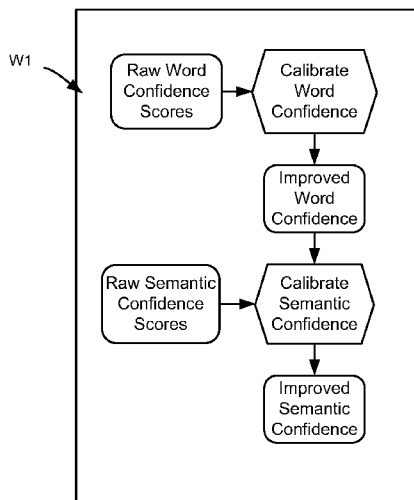 W1
Raw Word
Confidence
Scores
Calibrate
Word
Confidence
Improved
Word
Confidence
Raw Semantic
Confidence
Scores
Calibrate
Semantic
Confidence
Improved
Semantic
Confidence